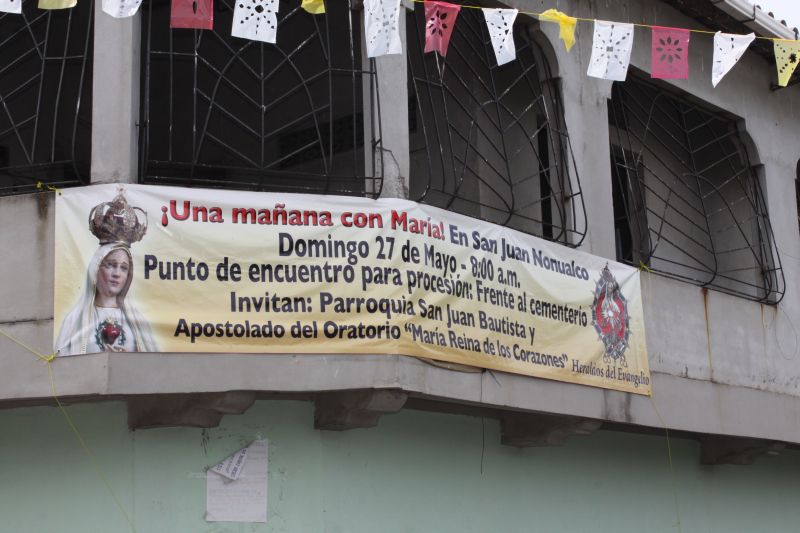 ¡Una mañana con María! En San Juan Nonualco
Domingo 27 de Mayo - 8:00 a.m.
Punto de encuentro para procesión: Frente al cementerio
Invitan: Parroquia San Juan Bautista y
Apostolado del Oratorio "María Reina de los Corazones"
Heraldos del Evangelio